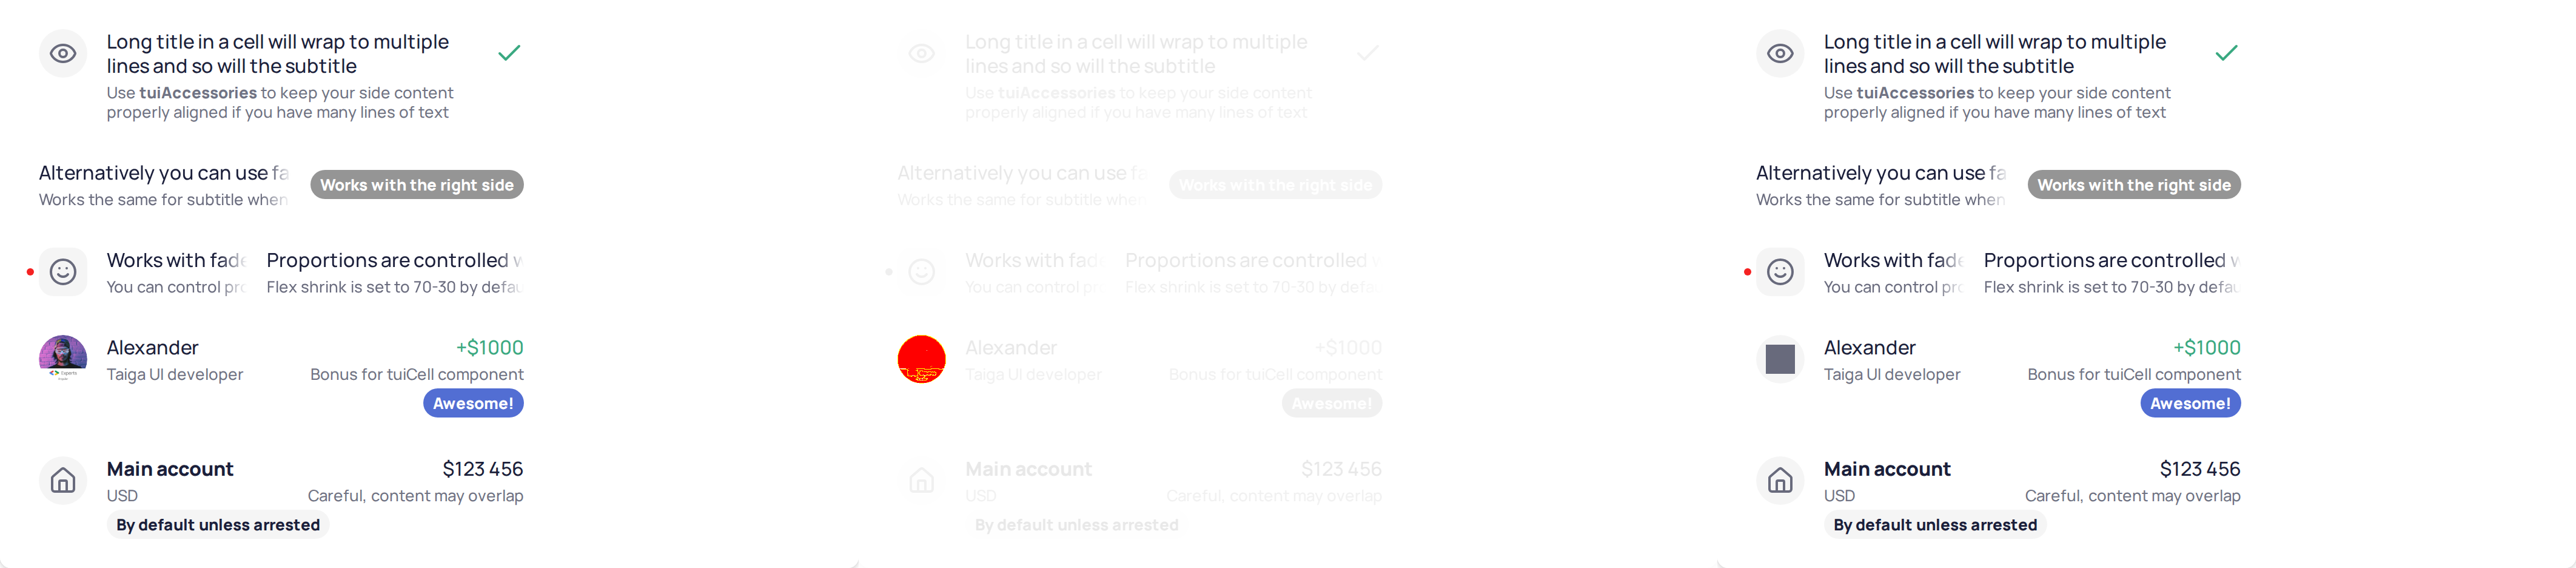 Long title in a cell will wrap to multiple
lines and so will the subtitle
Use tuiAccessories to keep your side content
properly aligned if you have many lines of text
Alternatively you can use fa
Works with the right side
Works the same for subtitle when
Works with fade
Proportions are controlled w
You can control pro
Flex shrink is set to 70-30 by defau
Alexander
+$1000
Taiga UI developer
Bonus for tuiCell component
Awesome!
Main account
$123 456
USD
Careful, content may overlap
By default unless arrested
Long title in a cell will wrap to multiple
lines and so will the subtitle
Use tuiAccessories to keep your side content
properly aligned if you have many lines of text
Alternatively you can use fa
Works with the right side
Works the same for subtitle when
Works with fade
Proportions are controlled w
You can control pro
Flex shrink is set to 70-30 by defau
Alexander
+$1000
Taiga UI developer
Bonus for tuiCell component
Awesome!
Main account
$123 456
USD
Careful, content may overlap
By default unless arrested
Long title in a cell will wrap to multiple
lines and so will the subtitle
Use tuiAccessories to keep your side content
properly aligned if you have many lines of text
Alternatively you can use fa
Works with the right side
Works the same for subtitle when
Works with fade
Proportions are controlled w
You can control pro
Flex shrink is set to 70-30 by defau
Alexander
+$1000
Taiga UI developer
Bonus for tuiCell component
Awesome!
Main account
$123 456
USD
Careful, content may overlap
By default unless arrested